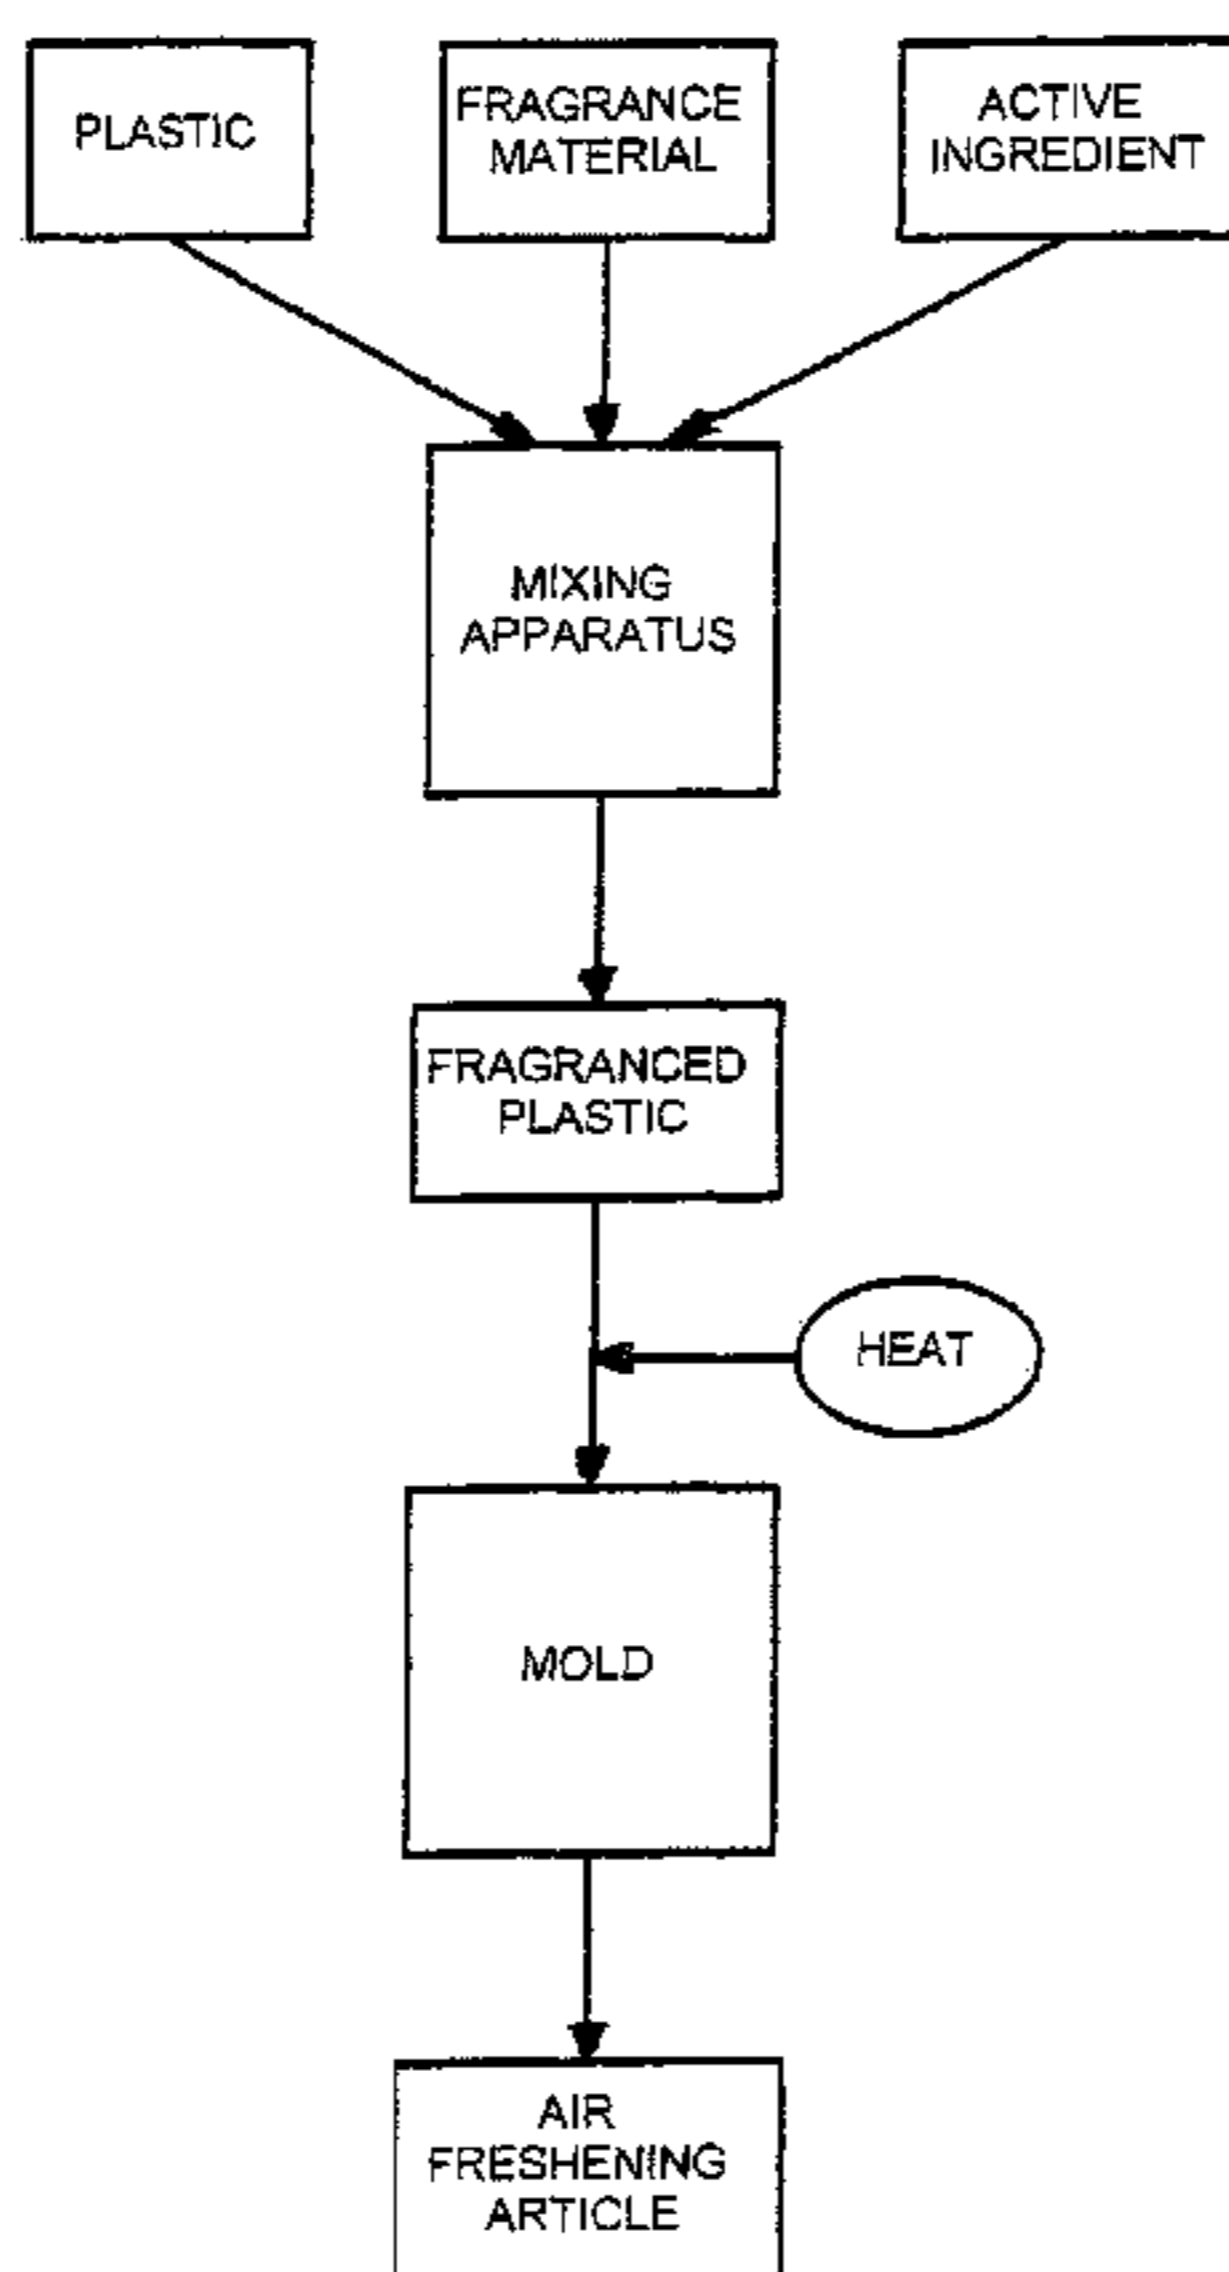 PLASTIC
FRAGRANCE
MATERIAL
ACTIVE
INGREDIENT
MIXING
APPARATUS
FRAGRANCED
PLASTIC
HEAT
MOLD
AIR
FRESHENING
ARTICLE